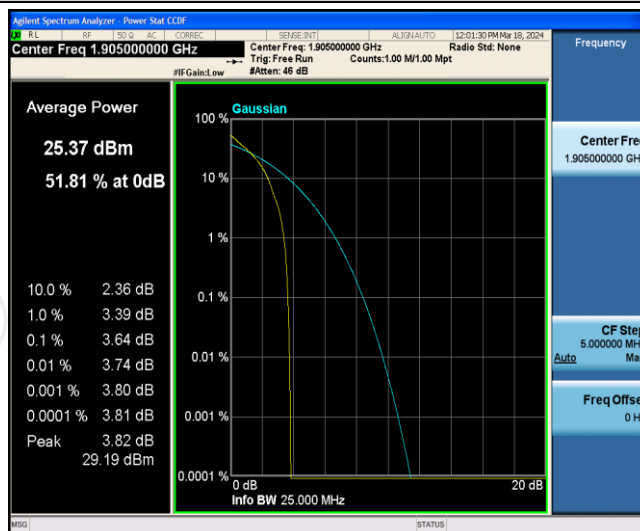 Agilent Spectrum Analyzer - Power Stat CCDF
RL RF 50 Ω AC CORREC SENSE:INT ALIGNAUTO 12:01:30 PM Mar 18, 2024
Center Freq 1.905000000 GHz
Center Freq: 1.905000000 GHz Radio Std: None
Trig: Free Run Counts:1.00 M/1.00 Mpt
#IFGain:Low #Atten: 46 dB
Frequency
Average Power
25.37 dBm
51.81 % at 0dB
10.0 % 2.36 dB
1.0 % 3.39 dB
0.1 % 3.64 dB
0.01 % 3.74 dB
0.001 % 3.80 dB
0.0001 % 3.81 dB
Peak 3.82 dB
29.19 dBm
Gaussian
100 %
10 %
1 %
0.1 %
0.01 %
0.001 %
0.0001 %
0 dB 20 dB
Info BW 25.000 MHz
Center Fre
1.905000000 GH
CF Step
5.000000 MH
Auto Ma
Freq Offse
0 H
MSG STATUS